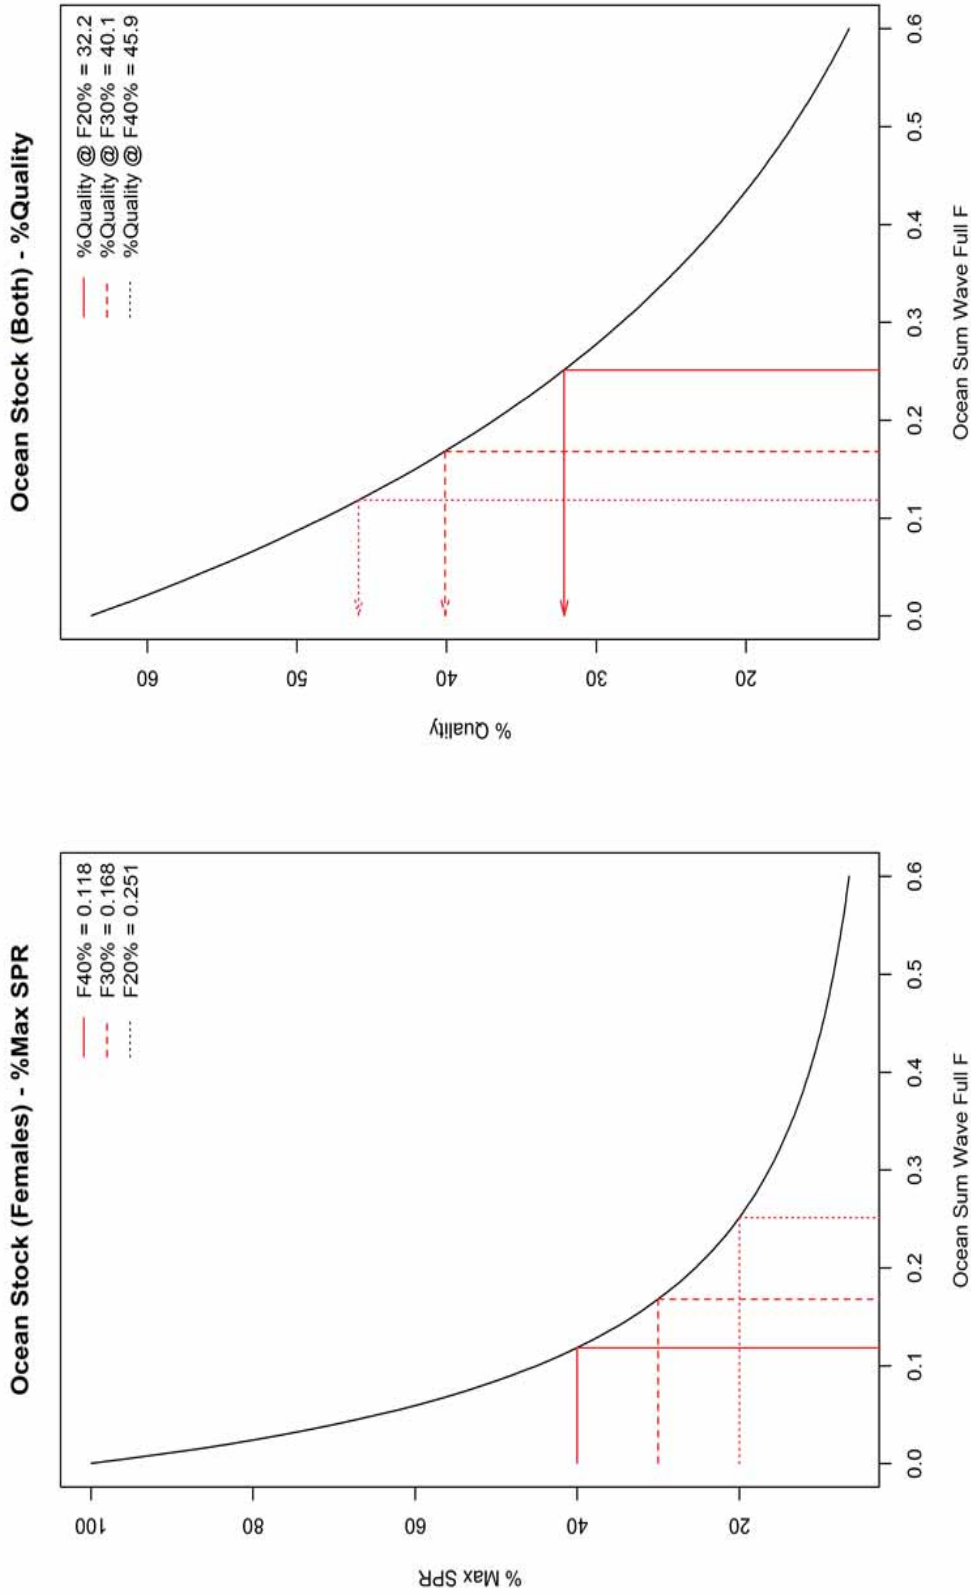 Ocean Stock (Females) - %Max SPR
F40% = 0.118
F30% = 0.168
F20% = 0.251
100
80
60
40
20
% Max SPR
0.0 0.1 0.2 0.3 0.4 0.5 0.6
Ocean Sum Wave Full F
Ocean Stock (Both) - %Quality
%Quality @ F20% = 32.2
%Quality @ F30% = 40.1
%Quality @ F40% = 45.9
60
50
40
30
20
% Quality
0.0 0.1 0.2 0.3 0.4 0.5 0.6
Ocean Sum Wave Full F